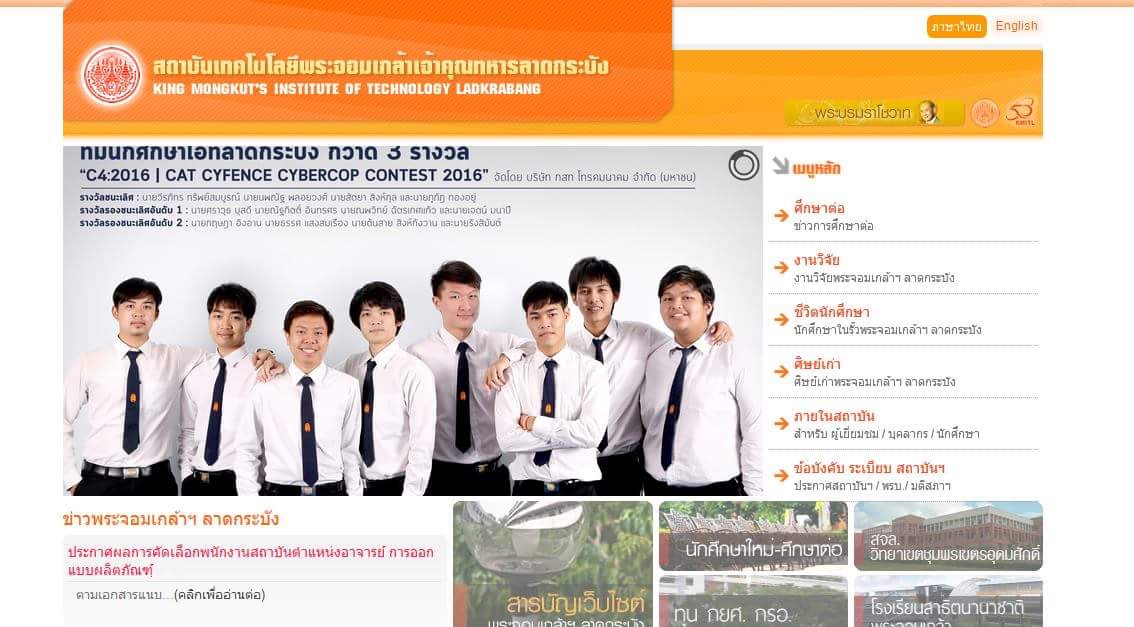 ภาษาไทย English
สถาบันเทคโนโลยีพระจอมเกล้าเจ้าคุณทหารลาดกระบัง
KING MONGKUT'S INSTITUTE OF TECHNOLOGY LADKRABANG
พระบรมราโชวาท
53
KMITL
ทีมนักศึกษาไอทีลาดกระบัง กวาด 3 รางวัล
“C4:2016 | CAT CYFENCE CYBERCOP CONTEST 2016” จัดโดย บริษัท กสท โทรคมนาคม จำกัด (มหาชน)
รางวัลชนะเลิศ : นายวีรภัทร ทรัพย์สมบูรณ์ นายนพณัฐ พลอยวงศ์ นายสัตยา สิงห์กุล และนายภูภัฏ ทองอยู่
รางวัลรองชนะเลิศอันดับ 1 : นายศราวุธ บุสดี นายณัฐกิตติ์ อินทรศร นายณพวิทย์ ฉัตรเทศแก้ว และนายเจตน์ มนาปี
รางวัลรองชนะเลิศอันดับ 2 : นายทฤษฎา อิงอาน นายธรรศ แสงสมเรือง นายต้นสาย สิงห์กังวาน และนายรังสิมันต์
เมนูหลัก
ศึกษาต่อ
ข่าวการศึกษาต่อ
งานวิจัย
งานวิจัยพระจอมเกล้าฯ ลาดกระบัง
ชีวิตนักศึกษา
นักศึกษาในรั้วพระจอมเกล้าฯ ลาดกระบัง
ศิษย์เก่า
ศิษย์เก่าพระจอมเกล้าฯ ลาดกระบัง
ภายในสถาบัน
สำหรับ ผู้เยี่ยมชม / บุคลากร / นักศึกษา
ข้อบังคับ ระเบียบ สถาบันฯ
ประกาศสถาบันฯ / พรบ./ มติสภาฯ
ข่าวพระจอมเกล้าฯ ลาดกระบัง
ประกาศผลการคัดเลือกพนักงานสถาบันตำแหน่งอาจารย์ การออก
แบบผลิตภัณฑ์
ตามเอกสารแนบ...(คลิกเพื่ออ่านต่อ)
สารบัญเว็บไซต์
พระจอมเกล้าฯ ลาดกระบัง
นักศึกษาใหม่-ศึกษาต่อ
ทุน กยศ. กรอ.
สจล.
วิทยาเขตชุมพรเขตรอุดมศักดิ์
โรงเรียนสาธิตนานาชาติ
พระจอมเกล้า